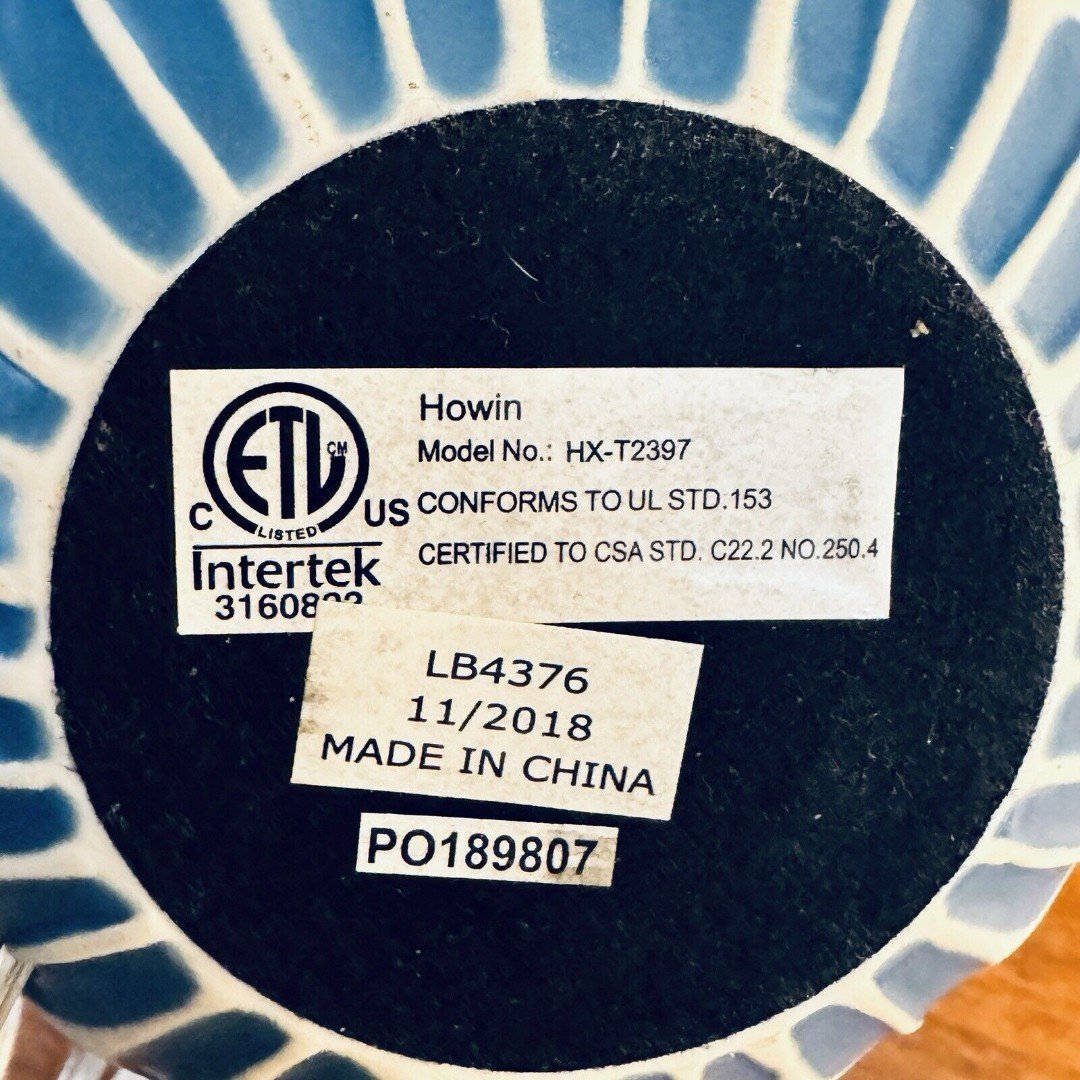 ETL CM
C US
LISTED
Intertek
Howin
Model No.: HX-T2397
CONFORMS TO UL STD.153
CERTIFIED TO CSA STD. C22.2 NO.250.4
LB4376
11/2018
MADE IN CHINA
PO189807